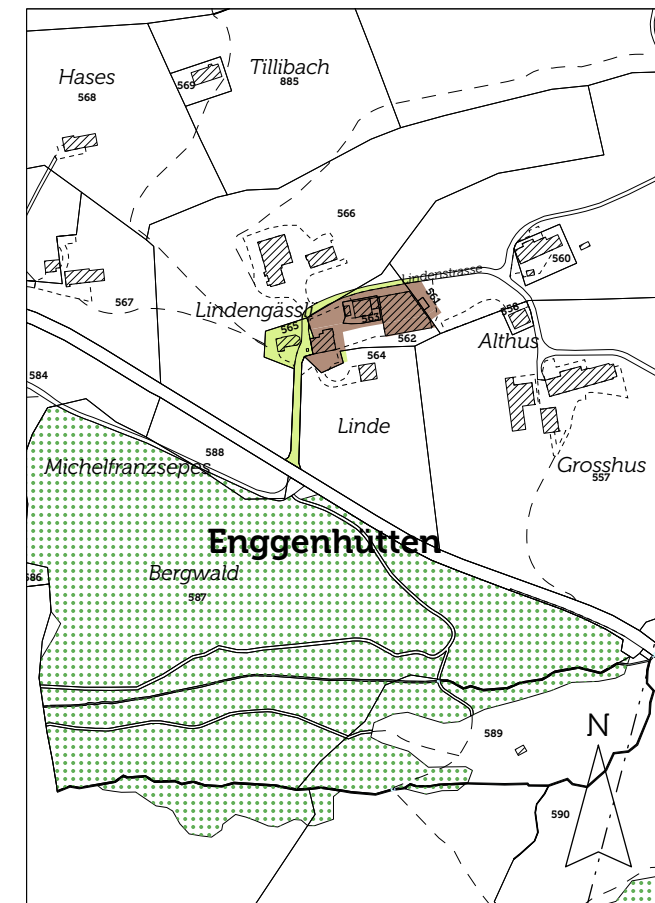 Tillibach
885
Hases
568
569
566
560
Lindenstrasse
561
567
Lindengässli
563
558
565
562
Althus
564
584
Linde
588
Michelfranzsepes
Grosshus
557
Enggenhütten
Bergwald
586
587
589
N
590